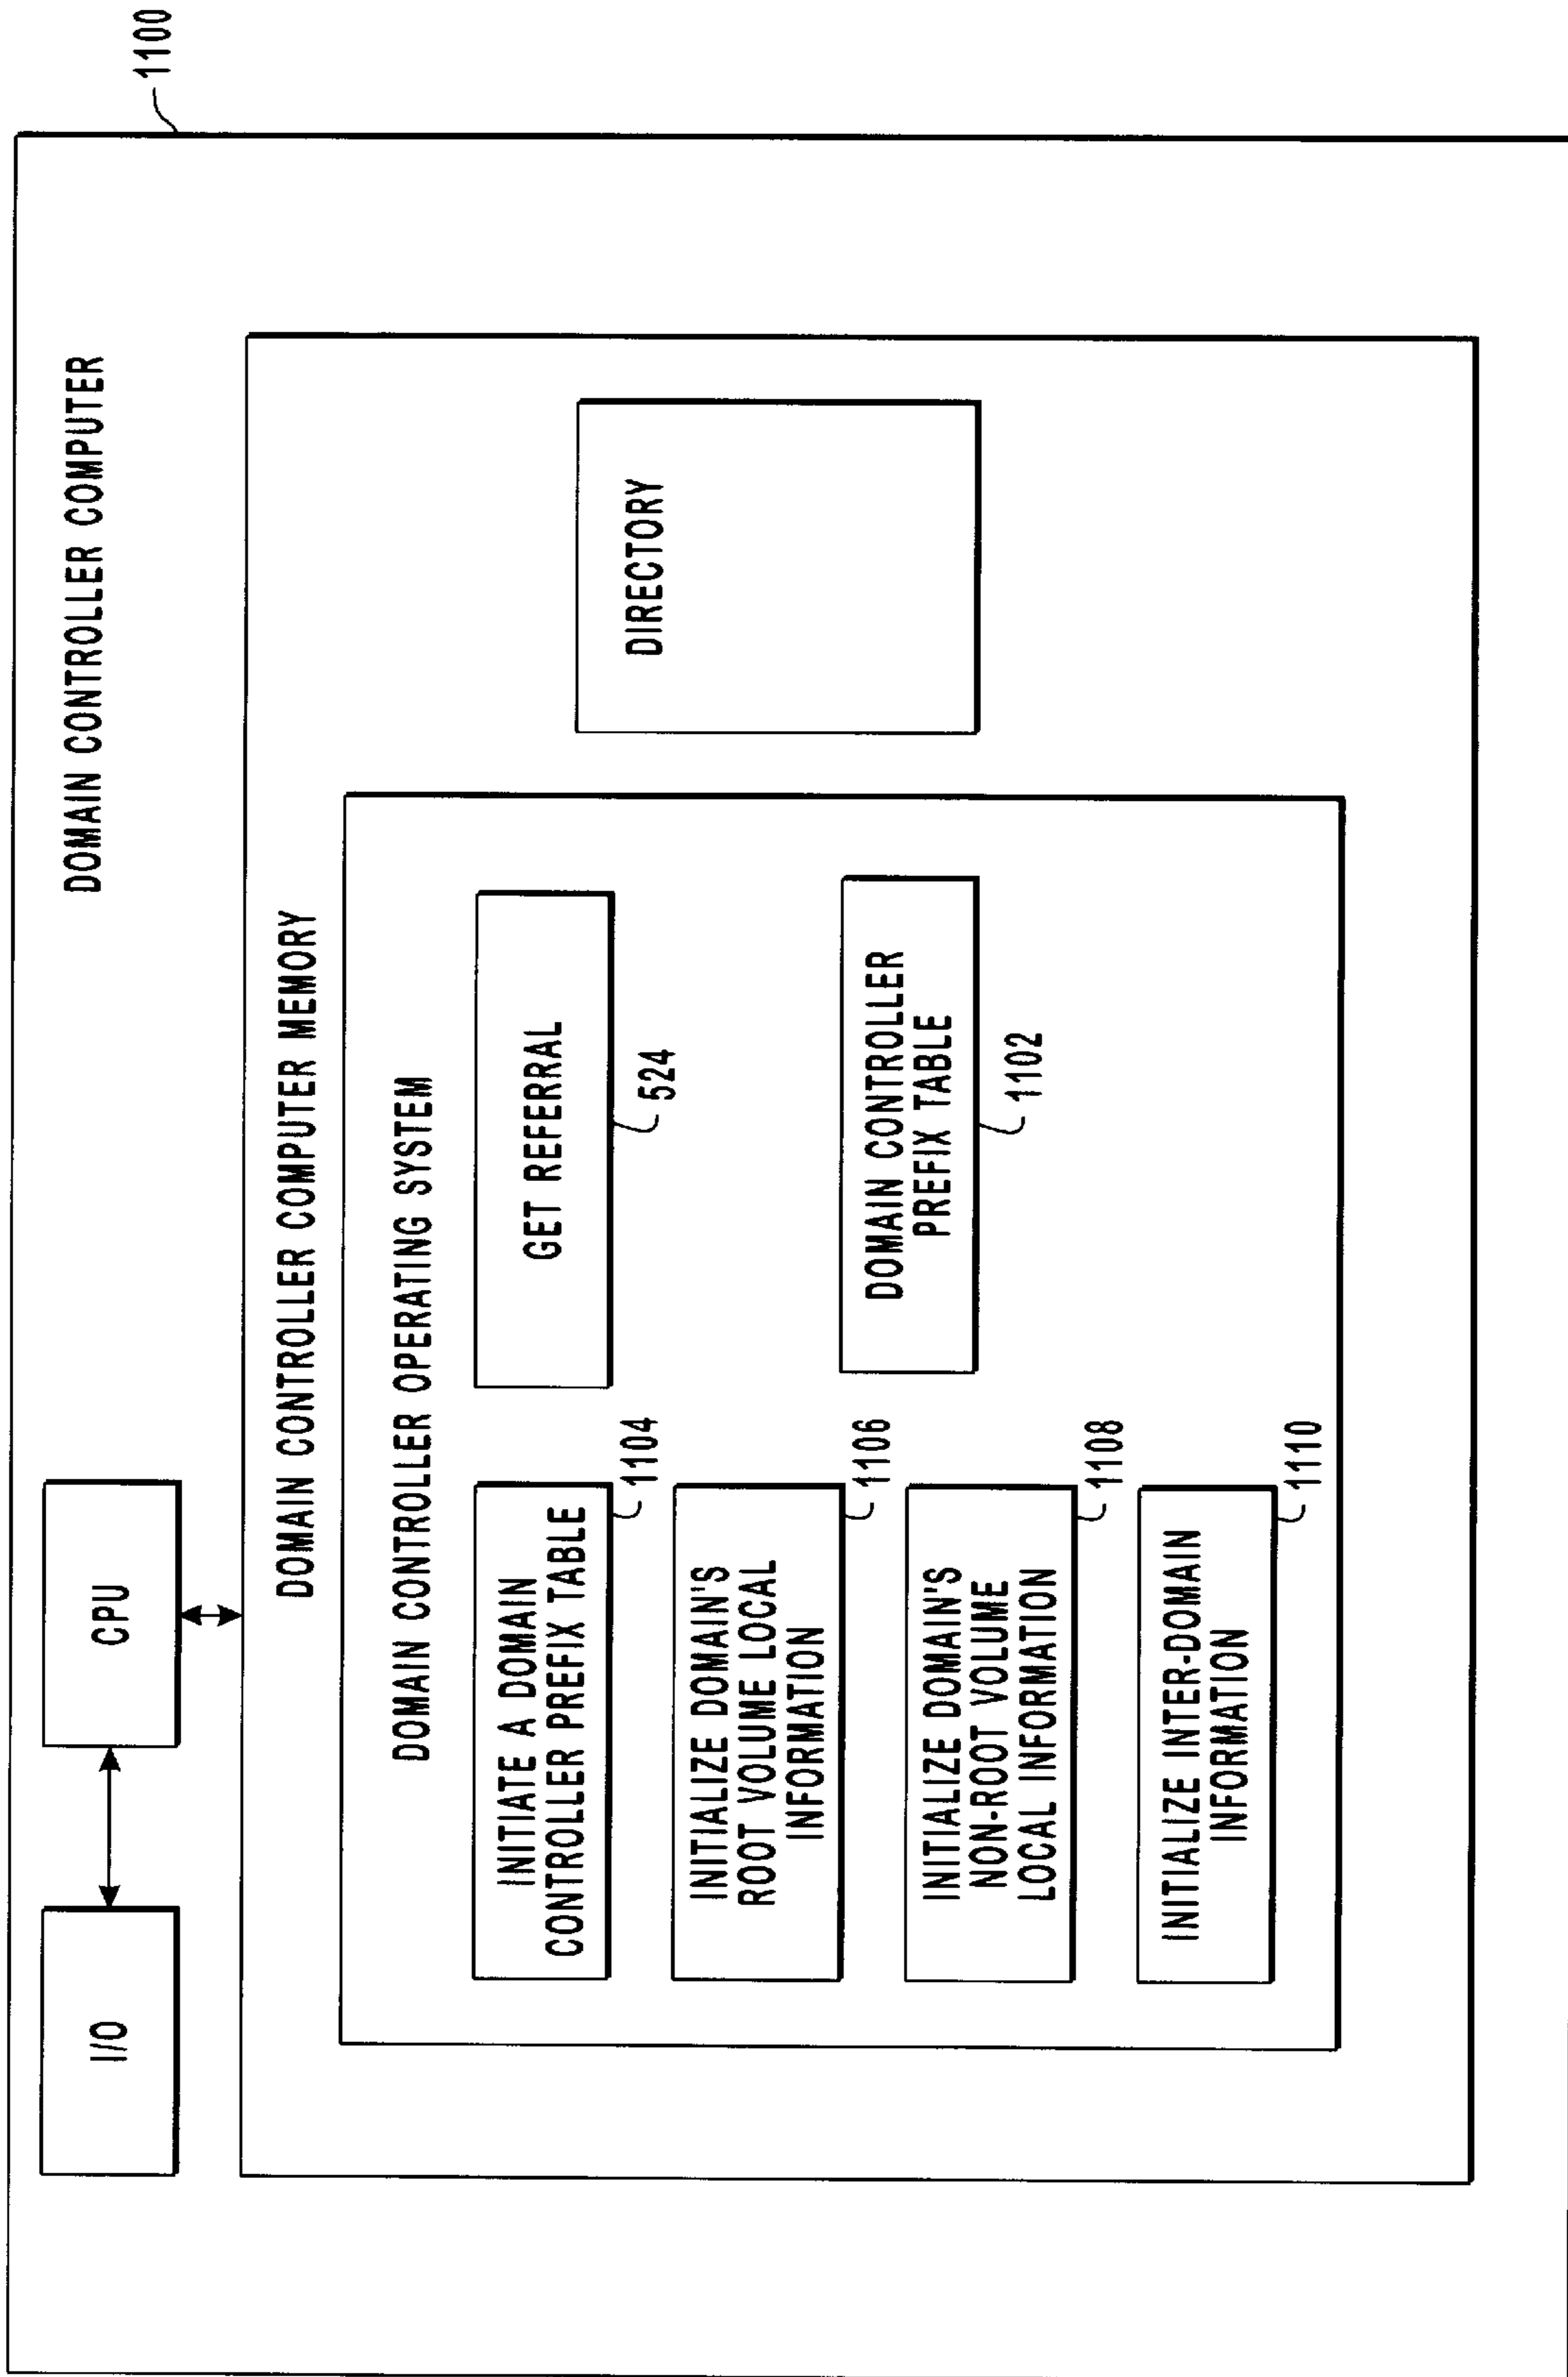 1100
DOMAIN CONTROLLER COMPUTER
I/O
CPU
DOMAIN CONTROLLER COMPUTER MEMORY
DOMAIN CONTROLLER OPERATING SYSTEM
INITIATE A DOMAIN
CONTROLLER PREFIX TABLE
1104
INITIALIZE DOMAIN'S
ROOT VOLUME LOCAL
INFORMATION
1106
INITIALIZE DOMAIN'S
NON-ROOT VOLUME
LOCAL INFORMATION
1108
INITIALIZE INTER-DOMAIN
INFORMATION
1110
GET REFERRAL
524
DOMAIN CONTROLLER
PREFIX TABLE
1102
DIRECTORY